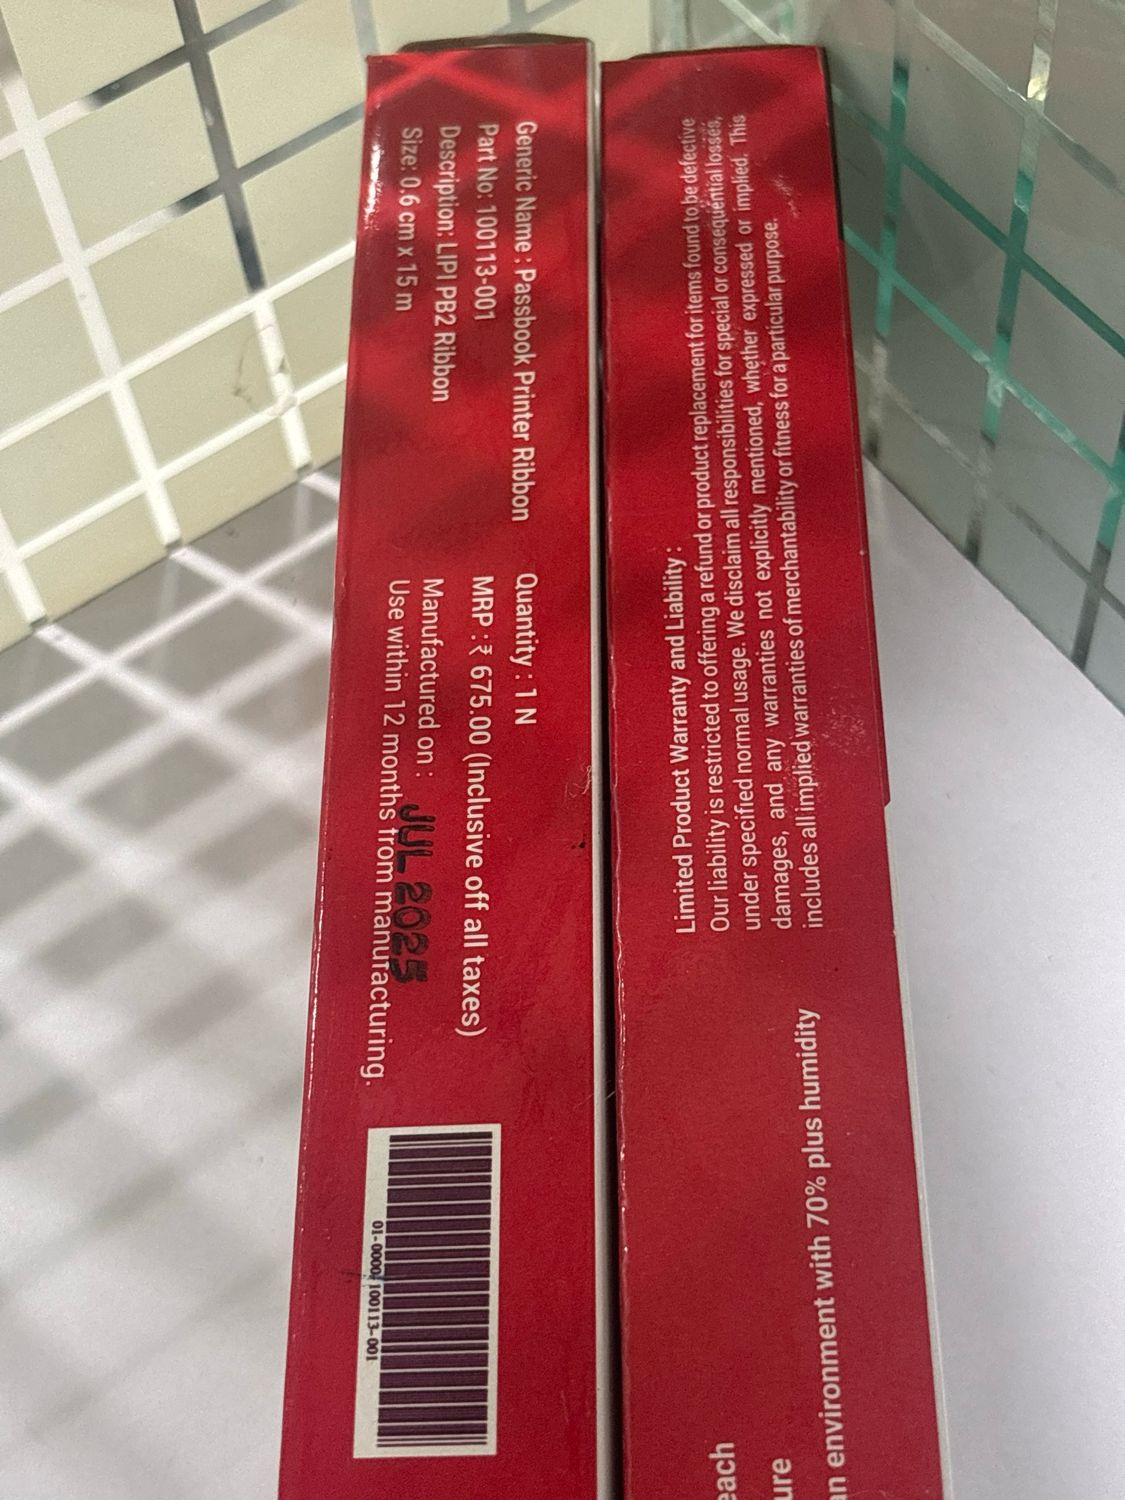 Generic Name : Passbook Printer Ribbon
Part No: 100113-001
Description: LIPI PB2 Ribbon
Size: 0.6 cm x 15 m
Quantity : 1 N
MRP : ₹ 675.00 (Inclusive off all taxes)
Manufactured on : JUL 2025
Use within 12 months from manufacturing.
01-0000/100113-001
Limited Product Warranty and Liability :
Our liability is restricted to offering a refund or product replacement for items found to be defective
under specified normal usage. We disclaim all responsibilities for special or consequential losses,
damages, and any warranties not explicitly mentioned, whether expressed or implied. This
includes all implied warranties of merchantability or fitness for a particular purpose.
each
ure
an environment with 70% plus humidity